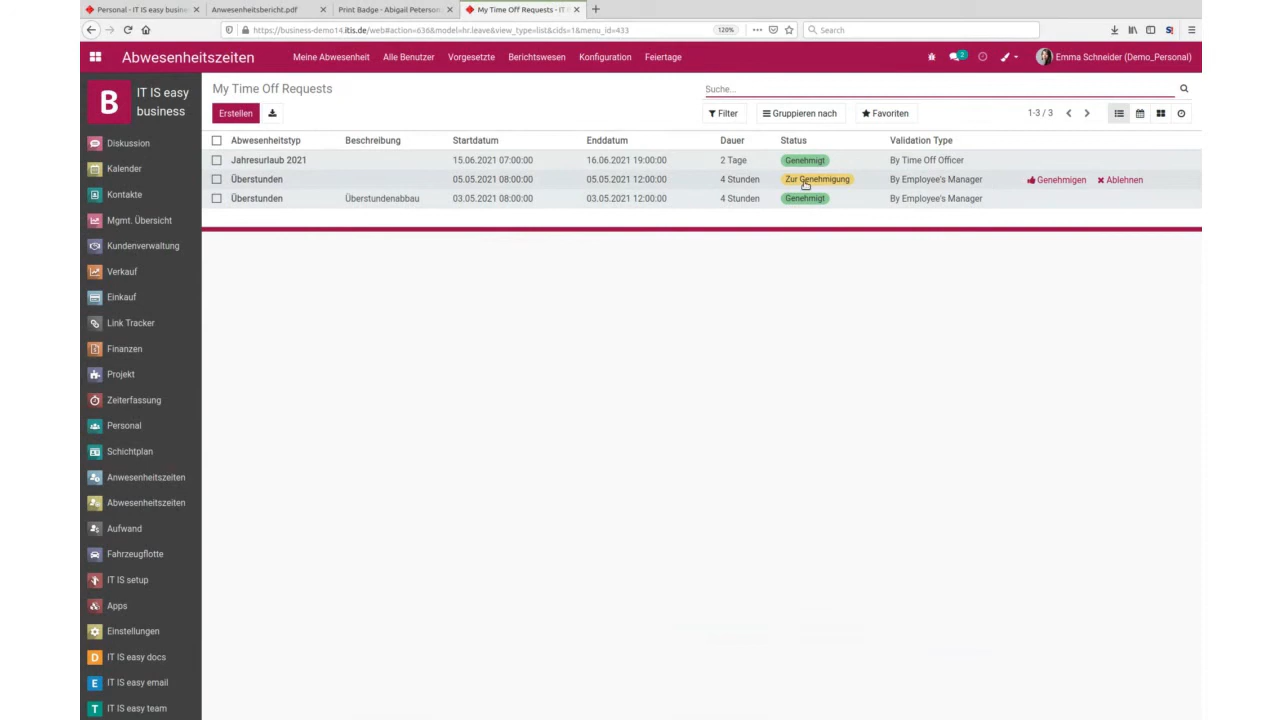 Personal - IT IS easy busine
Anwesenheitsbericht.pdf
Print Badge - Abigail Peterson.
My Time Off Requests - IT
https://business-demo14.itis.de/web#action=636&model=hr.leave&view_type=list&cids=1&menu_id=433
120%
Search
Abwesenheitszeiten
Meine Abwesenheit Alle Benutzer Vorgesetzte Berichtswesen Konfiguration Feiertage
2
Emma Schneider (Demo_Personal)
B
IT IS easy
business
My Time Off Requests
Suche...
Erstellen
Filter
Gruppieren nach
Favoriten
1-3 / 3
Abwesenheitstyp Beschreibung Startdatum Enddatum Dauer Status Validation Type
Jahresurlaub 2021 15.06.2021 07:00:00 16.06.2021 19:00:00 2 Tage Genehmigt By Time Off Officer
Überstunden 05.05.2021 08:00:00 05.05.2021 12:00:00 4 Stunden Zur Genehmigung By Employee's Manager Genehmigen Ablehnen
Überstunden Überstundenabbau 03.05.2021 08:00:00 03.05.2021 12:00:00 4 Stunden Genehmigt By Employee's Manager
Diskussion
Kalender
Kontakte
Mgmt. Übersicht
Kundenverwaltung
Verkauf
Einkauf
Link Tracker
Finanzen
Projekt
Zeiterfassung
Personal
Schichtplan
Anwesenheitszeiten
Abwesenheitszeiten
Aufwand
Fahrzeugflotte
IT IS setup
Apps
Einstellungen
D IT IS easy docs
E IT IS easy email
T IT IS easy team